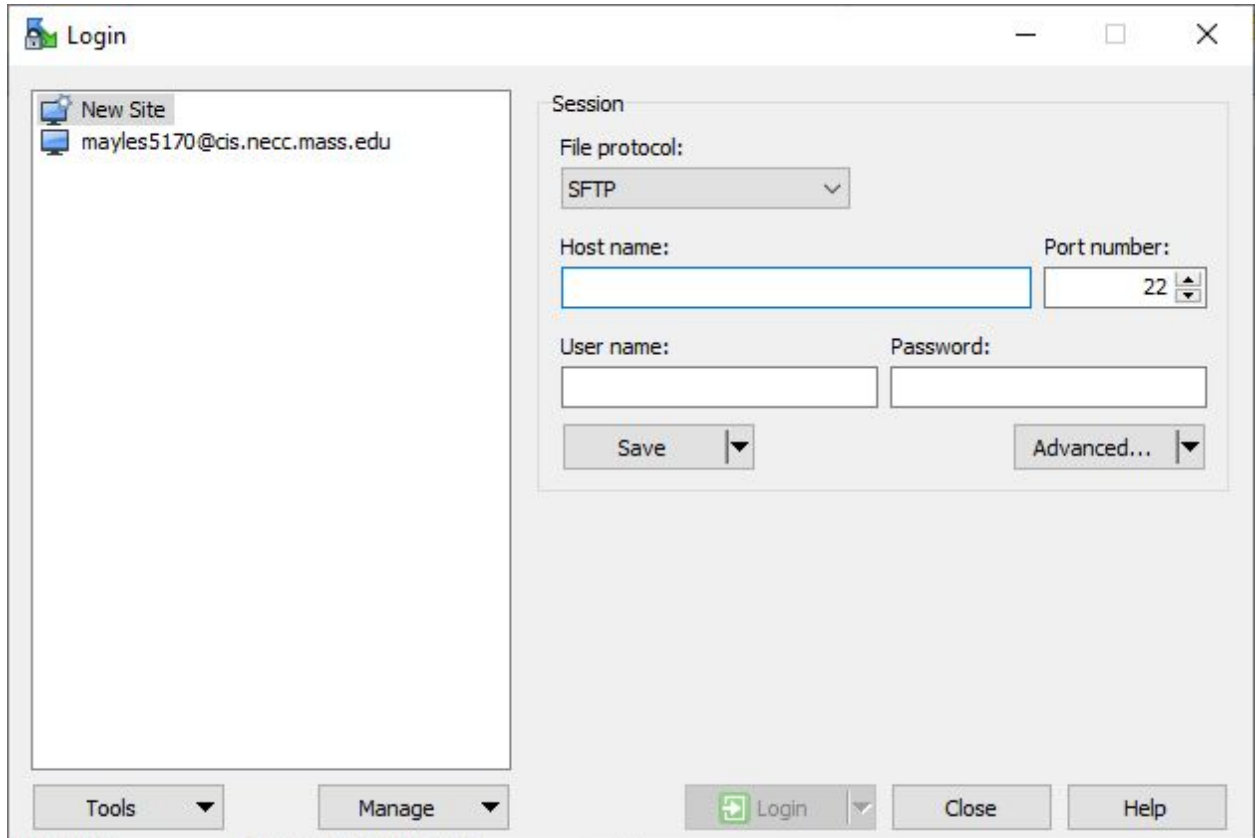 Login
New Site
mayles5170@cis.necc.mass.edu
Session
File protocol:
SFTP
Host name: Port number:
22
User name: Password:
Save Advanced...
Tools Manage Login Close Help